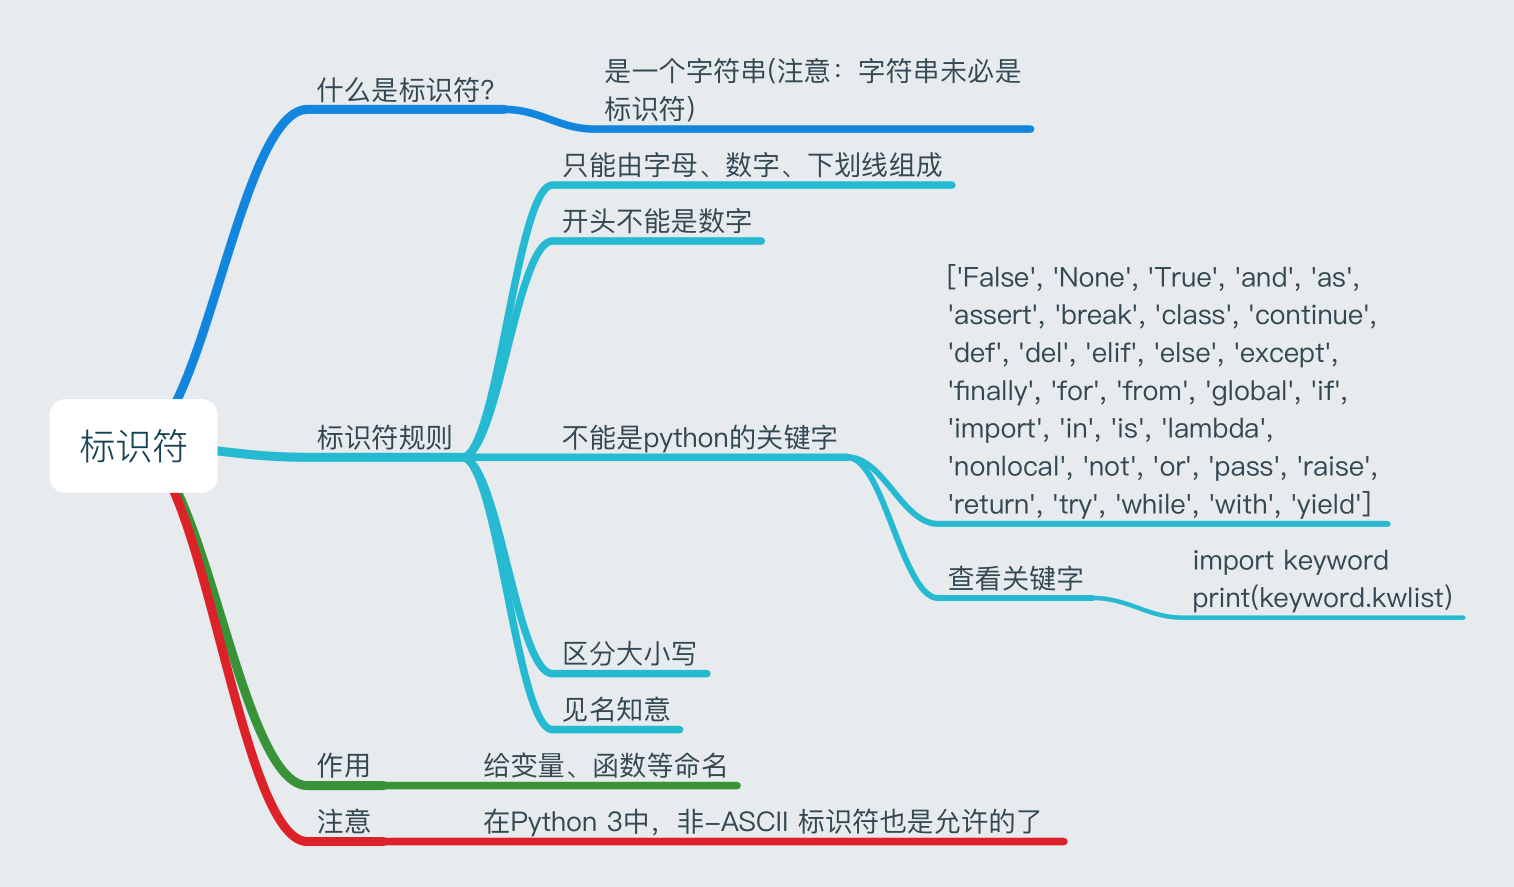 标识符
什么是标识符?
是一个字符串(注意：字符串未必是
标识符)
标识符规则
只能由字母、数字、下划线组成
开头不能是数字
不能是python的关键字
['False', 'None', 'True', 'and', 'as',
'assert', 'break', 'class', 'continue',
'def', 'del', 'elif', 'else', 'except',
'finally', 'for', 'from', 'global', 'if',
'import', 'in', 'is', 'lambda',
'nonlocal', 'not', 'or', 'pass', 'raise',
'return', 'try', 'while', 'with', 'yield']
查看关键字
import keyword
print(keyword.kwlist)
区分大小写
见名知意
作用
给变量、函数等命名
注意
在Python 3中，非–ASCII 标识符也是允许的了